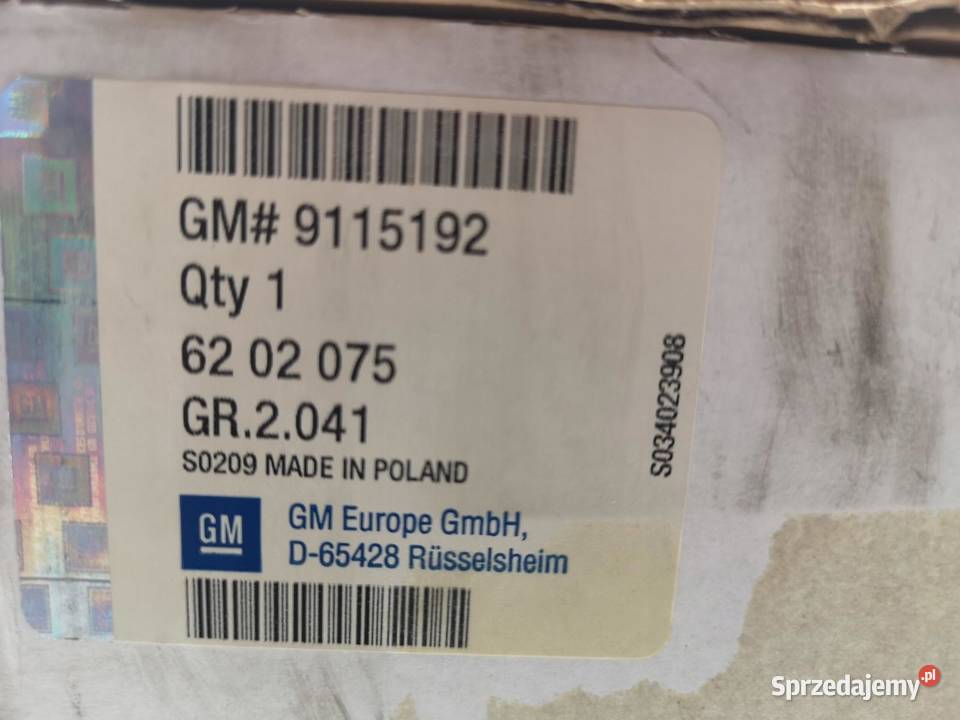 GM# 9115192
Qty 1
62 02 075
GR.2.041
S0209 MADE IN POLAND
S034023908
GM
GM Europe GmbH,
D-65428 Rüsselsheim
Sprzedajemy.pl